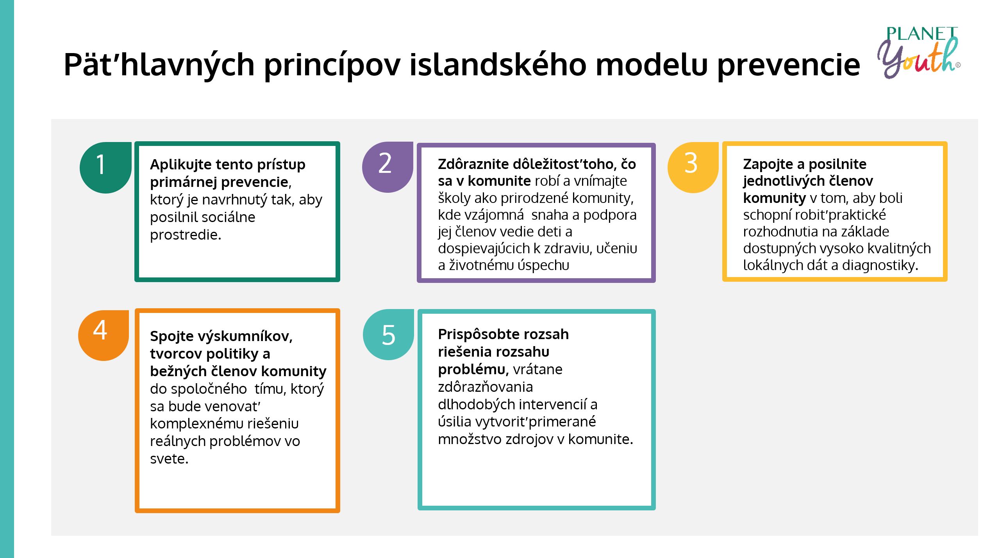 PLANET
Youth®
Päť hlavných princípov islandského modelu prevencie
1
Aplikujte tento prístup
primárnej prevencie,
ktorý je navrhnutý tak, aby
posilnil sociálne
prostredie.
2
Zdôraznite dôležitosť toho, čo
sa v komunite robí a vnímajte
školy ako prirodzené komunity,
kde vzájomná  snaha a podpora
jej členov vedie deti a
dospievajúcich k zdraviu, učeniu
a životnému úspechu
3
Zapojte a posilnite
jednotlivých členov
komunity v tom, aby boli
schopní robiť praktické
rozhodnutia na základe
dostupných vysoko kvalitných
lokálnych dát a diagnostiky.
4
Spojte výskumníkov,
tvorcov politiky a
bežných členov komunity
do spoločného  tímu, ktorý
sa bude venovať
komplexnému riešeniu
reálnych problémov vo
svete.
5
Prispôsobte rozsah
riešenia rozsahu
problému, vrátane
zdôrazňovania
dlhodobých intervencií a
úsilia vytvoriť primerané
množstvo zdrojov v komunite.